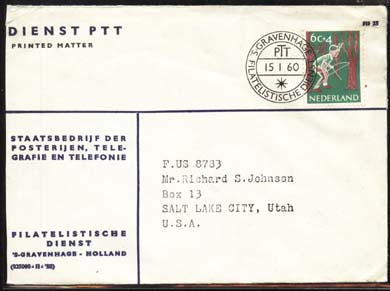 DIENST PTT
PRINTED MATTER
'S-GRAVENHAGE
PTT
15 1 60
FILATELISTISCHE DIENST
6c+4
NEDERLAND
STAATSBEDRIJF DER
POSTERIJEN, TELE-
GRAFIE EN TELEFONIE
F.US 8783
Mr.Richard S.Johnson
Box 13
SALT LAKE CITY, Utah
U.S.A.
FILATELISTISCHE
DIENST
'S-GRAVENHAGE - HOLLAND